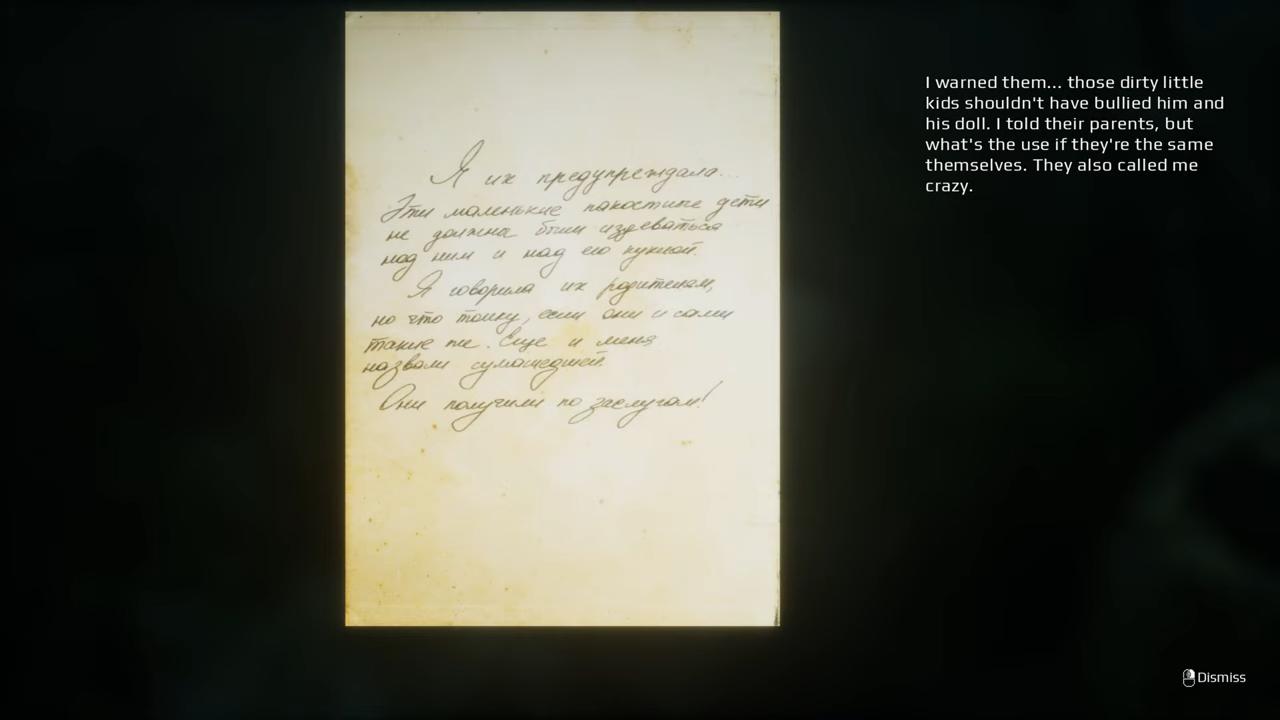 Я их предупреждала...
Эти маленькие пакостные дети
не должны были издеваться
над ним и над его куклой.
Я говорила их родителям,
но что толку, если они и сами
такие же. Еще и меня
назвали сумасшедшей.
Они получили по заслугам!
I warned them... those dirty little
kids shouldn't have bullied him and
his doll. I told their parents, but
what's the use if they're the same
themselves. They also called me
crazy.
Dismiss